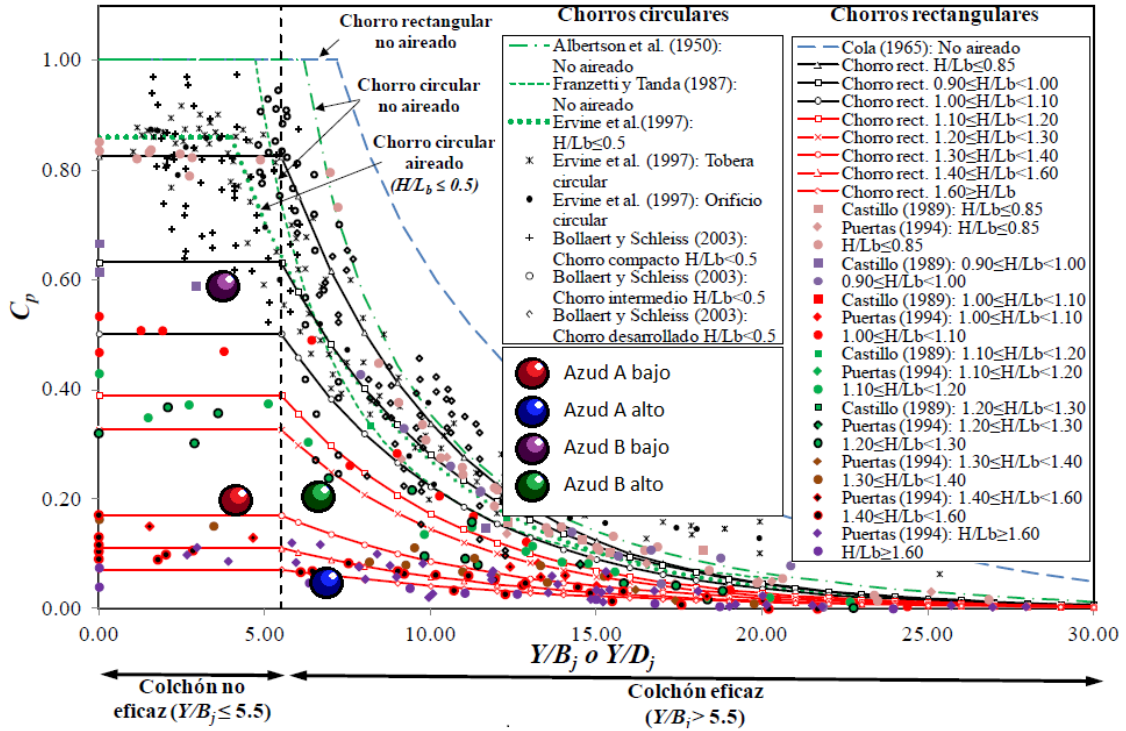 Chorros circulares
Albertson et al. (1950):
No aireado
Franzetti y Tanda (1987):
No aireado
Ervine et al.(1997):
H/Lb≤0.5
Ervine et al. (1997): Tobera
circular
Ervine et al. (1997): Orificio
circular
Bollaert y Schleiss (2003):
Chorro compacto H/Lb<0.5
Bollaert y Schleiss (2003):
Chorro intermedio H/Lb<0.5
Bollaert y Schleiss (2003):
Chorro desarrollado H/Lb<0.5
Azud A bajo
Azud A alto
Azud B bajo
Azud B alto
Chorros rectangulares
Cola (1965): No aireado
Chorro rect. H/Lb≤0.85
Chorro rect. 0.90≤H/Lb<1.00
Chorro rect. 1.00≤H/Lb<1.10
Chorro rect. 1.10≤H/Lb<1.20
Chorro rect. 1.20≤H/Lb<1.30
Chorro rect. 1.30≤H/Lb<1.40
Chorro rect. 1.40≤H/Lb<1.60
Chorro rect. 1.60≥H/Lb
Castillo (1989): H/Lb≤0.85
Puertas (1994): H/Lb≤0.85
H/Lb≤0.85
Castillo (1989): 0.90≤H/Lb<1.00
0.90≤H/Lb<1.00
Castillo (1989): 1.00≤H/Lb<1.10
Puertas (1994): 1.00≤H/Lb<1.10
1.00≤H/Lb<1.10
Castillo (1989): 1.10≤H/Lb<1.20
Puertas (1994): 1.10≤H/Lb<1.20
1.10≤H/Lb<1.20
Castillo (1989): 1.20≤H/Lb<1.30
Puertas (1994): 1.20≤H/Lb<1.30
1.20≤H/Lb<1.30
Puertas (1994): 1.30≤H/Lb<1.40
1.30≤H/Lb<1.40
Puertas (1994): 1.40≤H/Lb<1.60
1.40≤H/Lb<1.60
Puertas (1994): H/Lb≥1.60
H/Lb≥1.60
Chorro rectangular
no aireado
Chorro circular
no aireado
Chorro circular
aireado
(H/L_b ≤ 0.5)
1.00
0.80
0.60
0.40
0.20
0.00
C_p
0.00
5.00
10.00
15.00
20.00
25.00
30.00
Y/B_j o Y/D_j
Colchón no
eficaz (Y/B_j ≤ 5.5)
Colchón eficaz
(Y/B_j > 5.5)